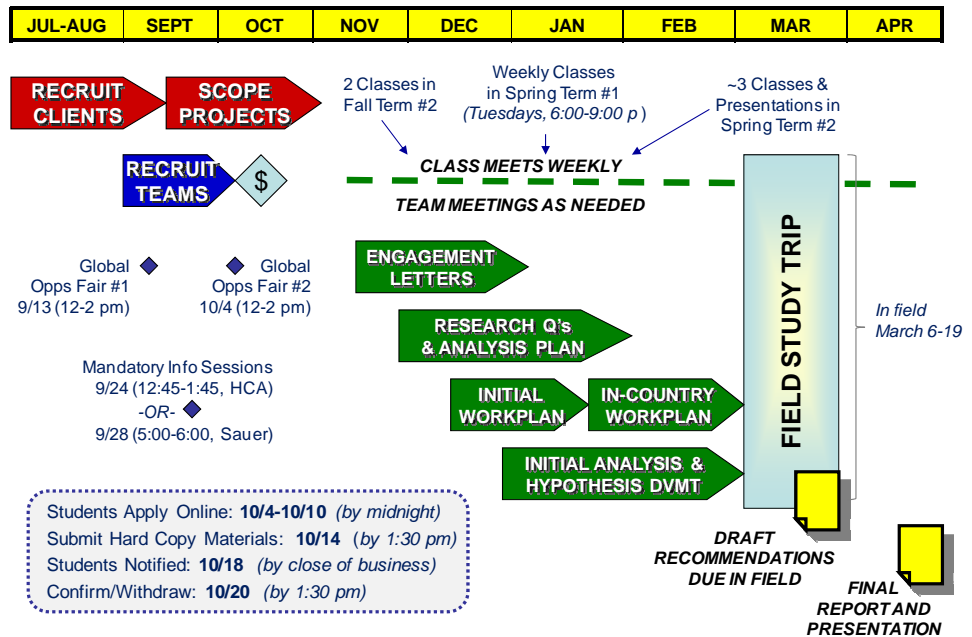 JUL-AUG SEPT OCT NOV DEC JAN FEB MAR APR
RECRUIT
CLIENTS
SCOPE
PROJECTS
2 Classes in
Fall Term #2
Weekly Classes
in Spring Term #1
(Tuesdays, 6:00-9:00 p )
~3 Classes &
Presentations in
Spring Term #2
RECRUIT
TEAMS
$
CLASS MEETS WEEKLY
TEAM MEETINGS AS NEEDED
Global
Opps Fair #1
9/13 (12-2 pm)
Global
Opps Fair #2
10/4 (12-2 pm)
ENGAGEMENT
LETTERS
RESEARCH Q's
& ANALYSIS PLAN
FIELD STUDY TRIP
In field
March 6-19
Mandatory Info Sessions
9/24 (12:45-1:45, HCA)
-OR-
9/28 (5:00-6:00, Sauer)
INITIAL
WORKPLAN
IN-COUNTRY
WORKPLAN
INITIAL ANALYSIS &
HYPOTHESIS DVMT
Students Apply Online: 10/4-10/10 (by midnight)
Submit Hard Copy Materials: 10/14 (by 1:30 pm)
Students Notified: 10/18 (by close of business)
Confirm/Withdraw: 10/20 (by 1:30 pm)
DRAFT
RECOMMENDATIONS
DUE IN FIELD
FINAL
REPORT AND
PRESENTATION